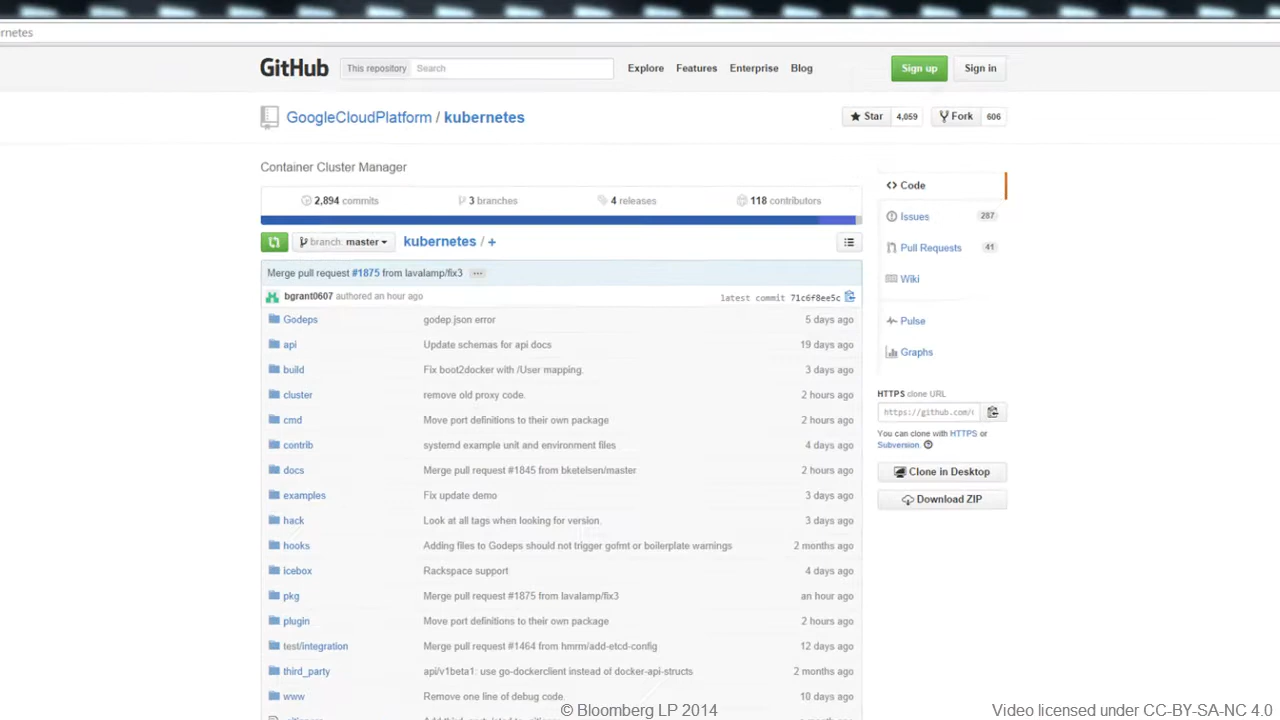 rnetes
GitHub This repository Search Explore Features Enterprise Blog Sign up Sign in
GoogleCloudPlatform / kubernetes Star 4,059 Fork 606
Container Cluster Manager
2,894 commits 3 branches 4 releases 118 contributors
branch: master kubernetes / +
Merge pull request #1875 from lavalamp/fix3 ...
bgrant0607 authored an hour ago latest commit 71c6f8ee5c
Godeps godep.json error 5 days ago
api Update schemas for api docs 19 days ago
build Fix boot2docker with /User mapping. 3 days ago
cluster remove old proxy code. 2 hours ago
cmd Move port definitions to their own package 2 hours ago
contrib systemd example unit and environment files 4 days ago
docs Merge pull request #1845 from bketelsen/master 2 hours ago
examples Fix update demo 3 days ago
hack Look at all tags when looking for version. 3 days ago
hooks Adding files to Godeps should not trigger gofmt or boilerplate warnings 2 months ago
icebox Rackspace support 4 days ago
pkg Merge pull request #1875 from lavalamp/fix3 an hour ago
plugin Move port definitions to their own package 2 hours ago
test/integration Merge pull request #1464 from hmrm/add-etcd-config 12 days ago
third_party api/v1beta1: use go-dockerclient instead of docker-api-structs 2 months ago
www Remove one line of debug code. 10 days ago
Code
Issues 287
Pull Requests 41
Wiki
Pulse
Graphs
HTTPS clone URL
https://github.com/
You can clone with HTTPS or
Subversion.
Clone in Desktop
Download ZIP
© Bloomberg LP 2014
Video licensed under CC-BY-SA-NC 4.0